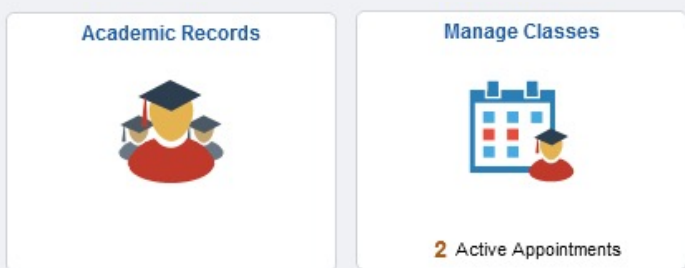 Academic Records
Manage Classes
2 Active Appointments